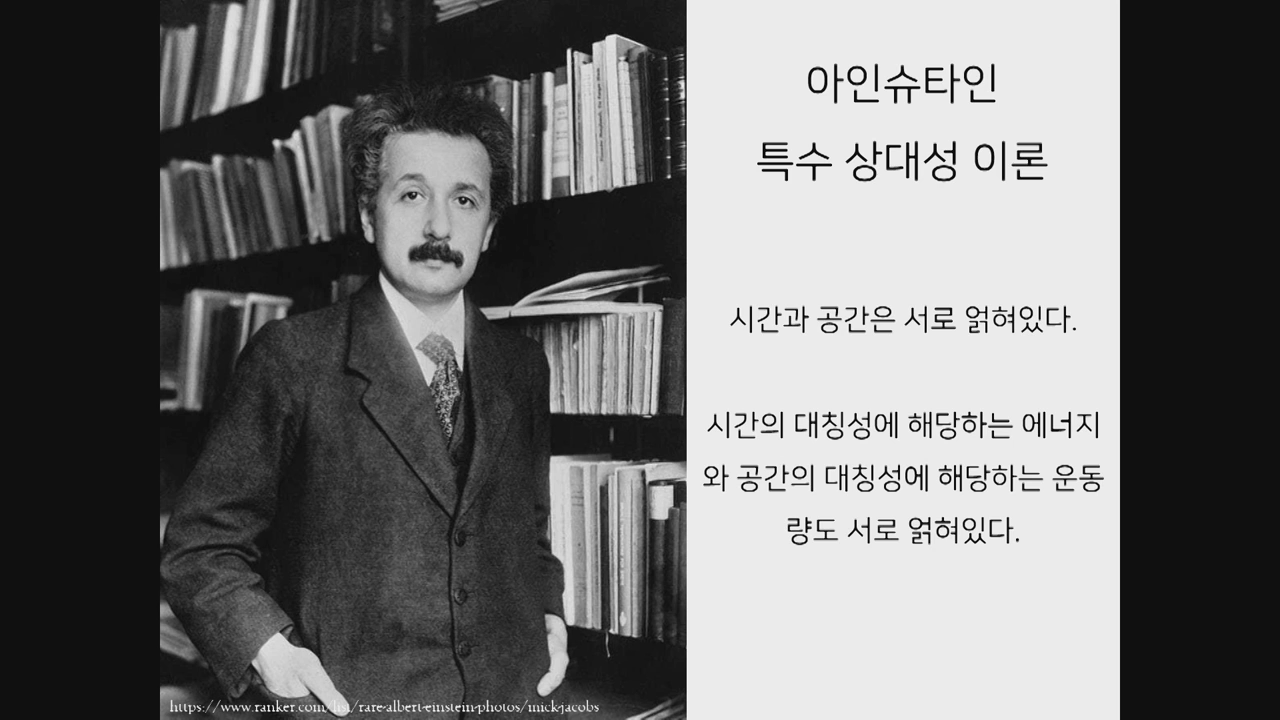 아인슈타인
특수 상대성 이론
시간과 공간은 서로 얽혀있다.
시간의 대칭성에 해당하는 에너지
와 공간의 대칭성에 해당하는 운동
량도 서로 얽혀있다.
https://www.ranker.com/list/rare-albert-einstein-photos/mick-jacobs